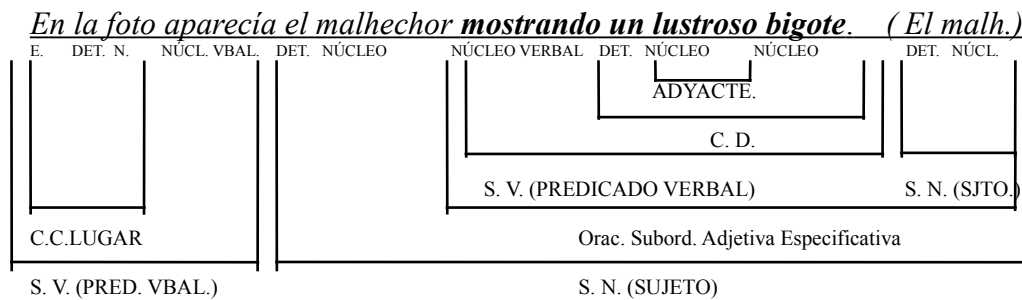 En la foto aparecía el malhechor mostrando un lustroso bigote. ( El malh.)
E. DET. N. NÚCL. VBAL. DET. NÚCLEO NÚCLEO VERBAL DET. NÚCLEO NÚCLEO DET. NÚCL.
ADYACTE.
C. D.
S. V. (PREDICADO VERBAL) S. N. (SJTO.)
C.C.LUGAR Orac. Subord. Adjetiva Especificativa
S. V. (PRED. VBAL.) S. N. (SUJETO)